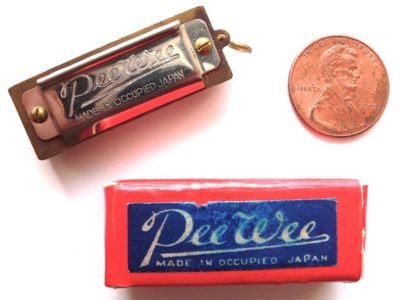 PeeWee
MADE IN OCCUPIED JAPAN
LIBERTY
2002
PeeWee
MADE IN OCCUPIED JAPAN